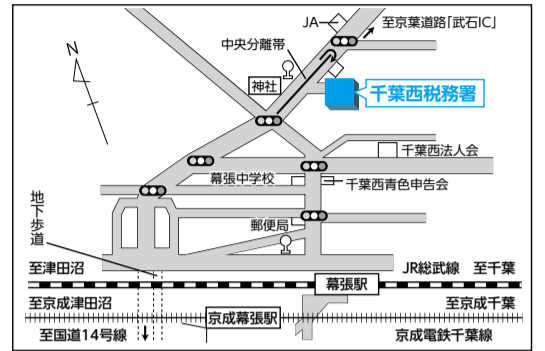 JA
至京葉道路「武石IC」
中央分離帯
N
神社
千葉西税務署
千葉西法人会
幕張中学校
千葉西青色申告会
地下歩道
郵便局
至津田沼
JR総武線 至千葉
幕張駅
至京成津田沼
至京成千葉
京成幕張駅
至国道14号線
京成電鉄千葉線